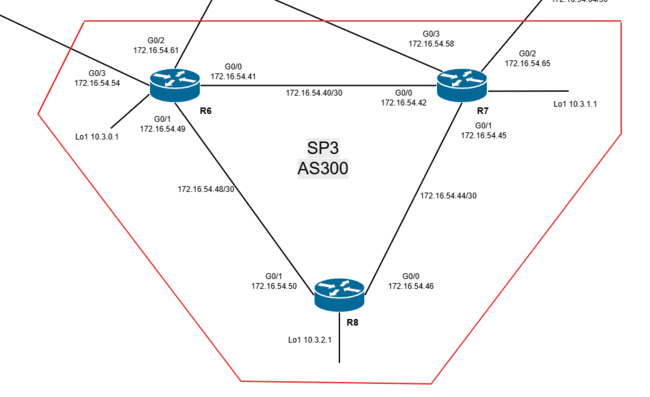 G0/3
172.16.54.58
G0/2
172.16.54.61
G0/2
172.16.54.65
G0/3
172.16.54.54
G0/0
172.16.54.41
172.16.54.40/30
G0/0
172.16.54.42
R6
R7
Lo1 10.3.1.1
Lo1 10.3.0.1
G0/1
172.16.54.49
G0/1
172.16.54.45
SP3
AS300
172.16.54.48/30
172.16.54.44/30
G0/1
172.16.54.50
G0/0
172.16.54.46
R8
Lo1 10.3.2.1